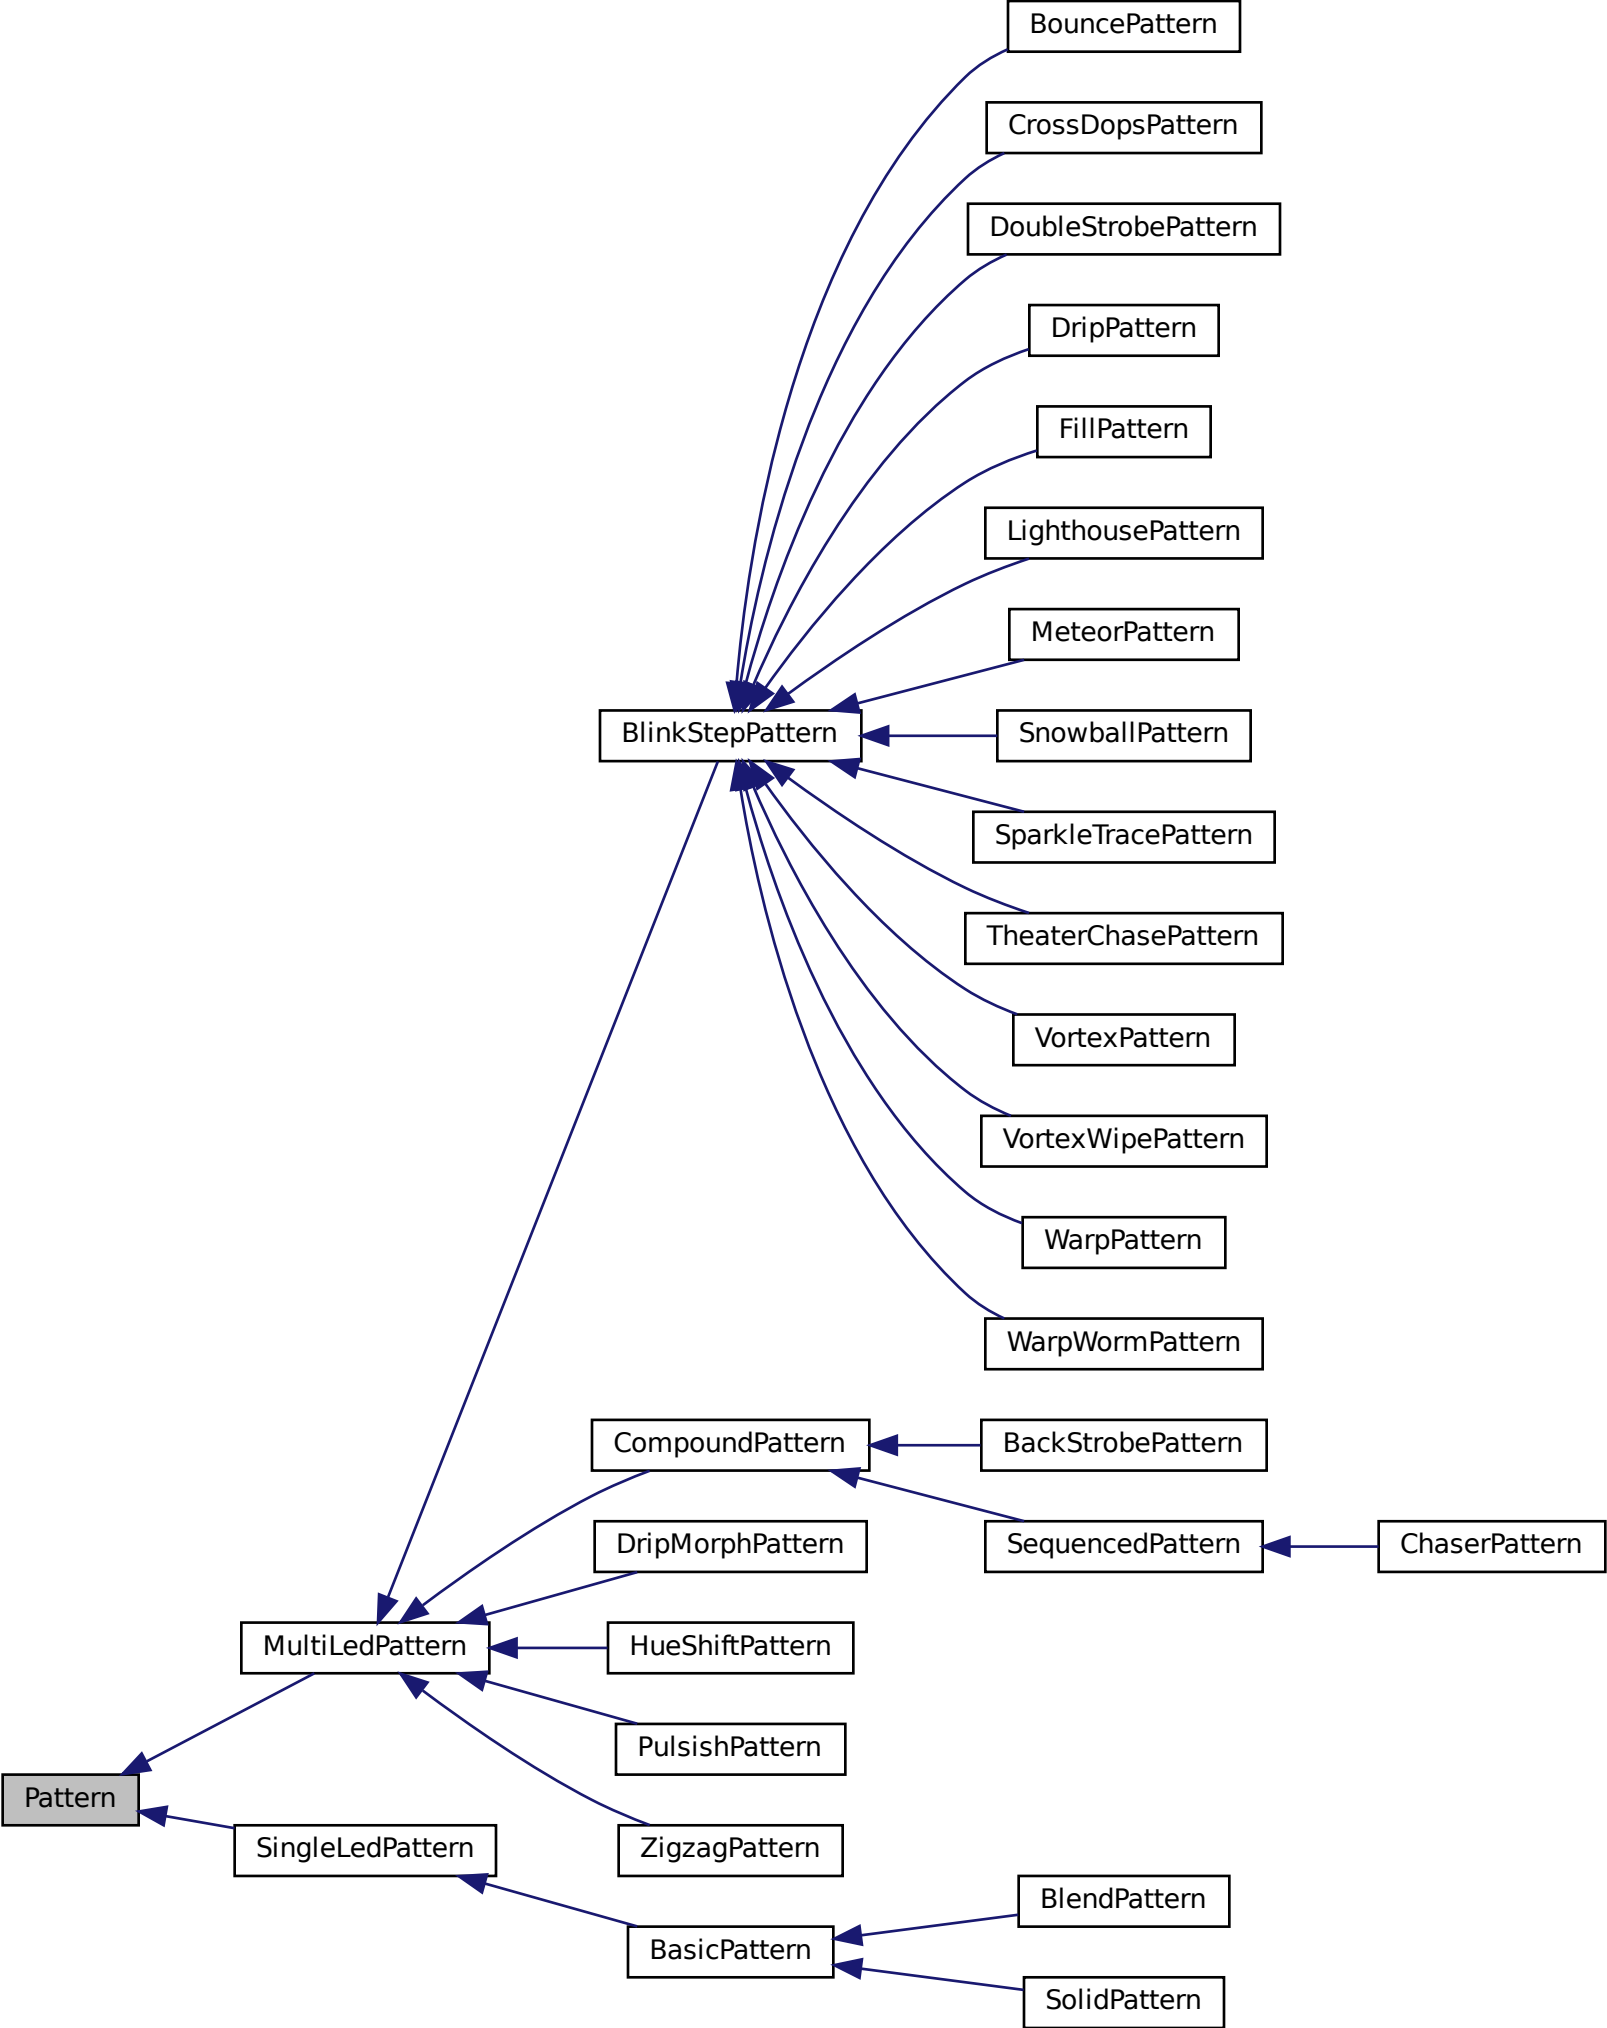 BouncePattern
CrossDopsPattern
DoubleStrobePattern
DripPattern
FillPattern
LighthousePattern
MeteorPattern
BlinkStepPattern
SnowballPattern
SparkleTracePattern
TheaterChasePattern
VortexPattern
VortexWipePattern
WarpPattern
WarpWormPattern
CompoundPattern
BackStrobePattern
DripMorphPattern
SequencedPattern
ChaserPattern
MultiLedPattern
HueShiftPattern
PulsishPattern
Pattern
SingleLedPattern
ZigzagPattern
BlendPattern
BasicPattern
SolidPattern